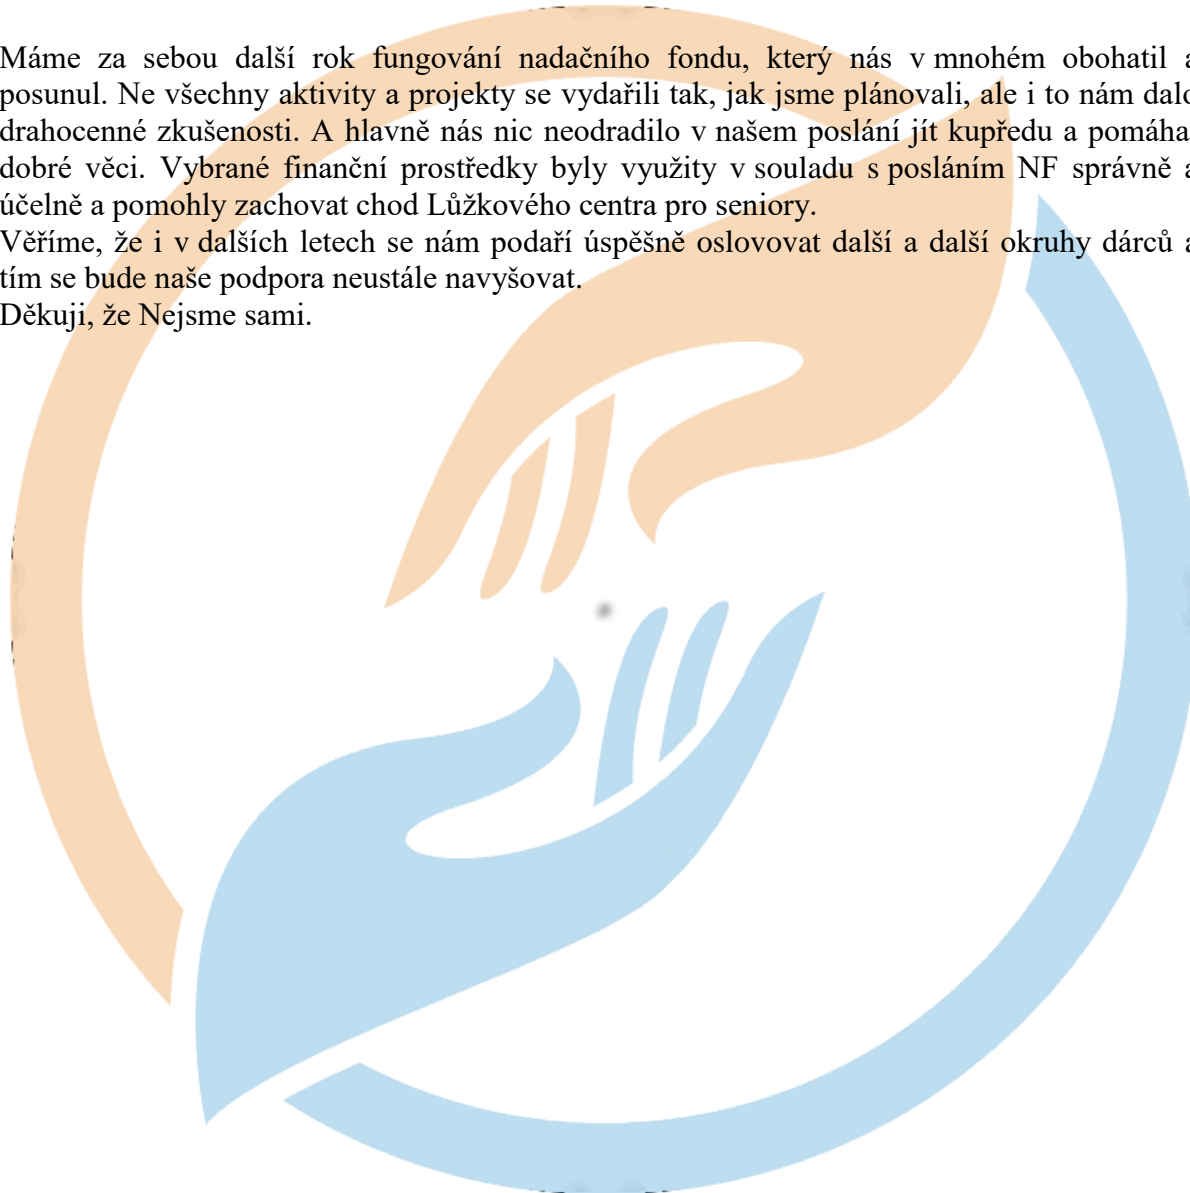 Máme za sebou další rok fungování nadačního fondu, který nás v mnohém obohatil a
posunul. Ne všechny aktivity a projekty se vydařili tak, jak jsme plánovali, ale i to nám dalo
drahocenné zkušenosti. A hlavně nás nic neodradilo v našem poslání jít kupředu a pomáha
dobré věci. Vybrané finanční prostředky byly využity v souladu s posláním NF správně a
účelně a pomohly zachovat chod Lůžkového centra pro seniory.
Věříme, že i v dalších letech se nám podaří úspěšně oslovovat další a další okruhy dárců a
tím se bude naše podpora neustále navyšovat.
Děkuji, že Nejsme sami.